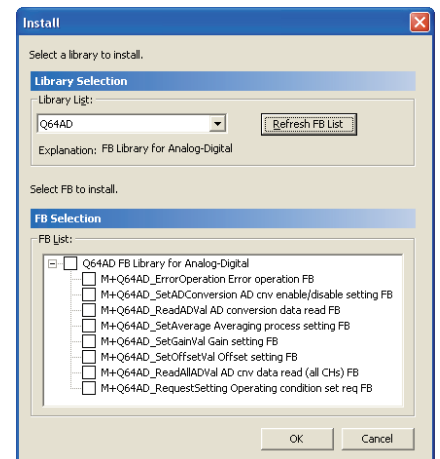 Install
Select a library to install.
Library Selection
Library List:
Q64AD
Refresh FB List
Explanation: FB Library for Analog-Digital
Select FB to install.
FB Selection
FB List:
Q64AD FB Library for Analog-Digital
M+Q64AD_ErrorOperation Error operation FB
M+Q64AD_SetADConversion AD cnv enable/disable setting FB
M+Q64AD_ReadADVal AD conversion data read FB
M+Q64AD_SetAverage Averaging process setting FB
M+Q64AD_SetGainVal Gain setting FB
M+Q64AD_SetOffsetVal Offset setting FB
M+Q64AD_ReadAllADVal AD cnv data read (all CHs) FB
M+Q64AD_RequestSetting Operating condition set req FB
OK Cancel